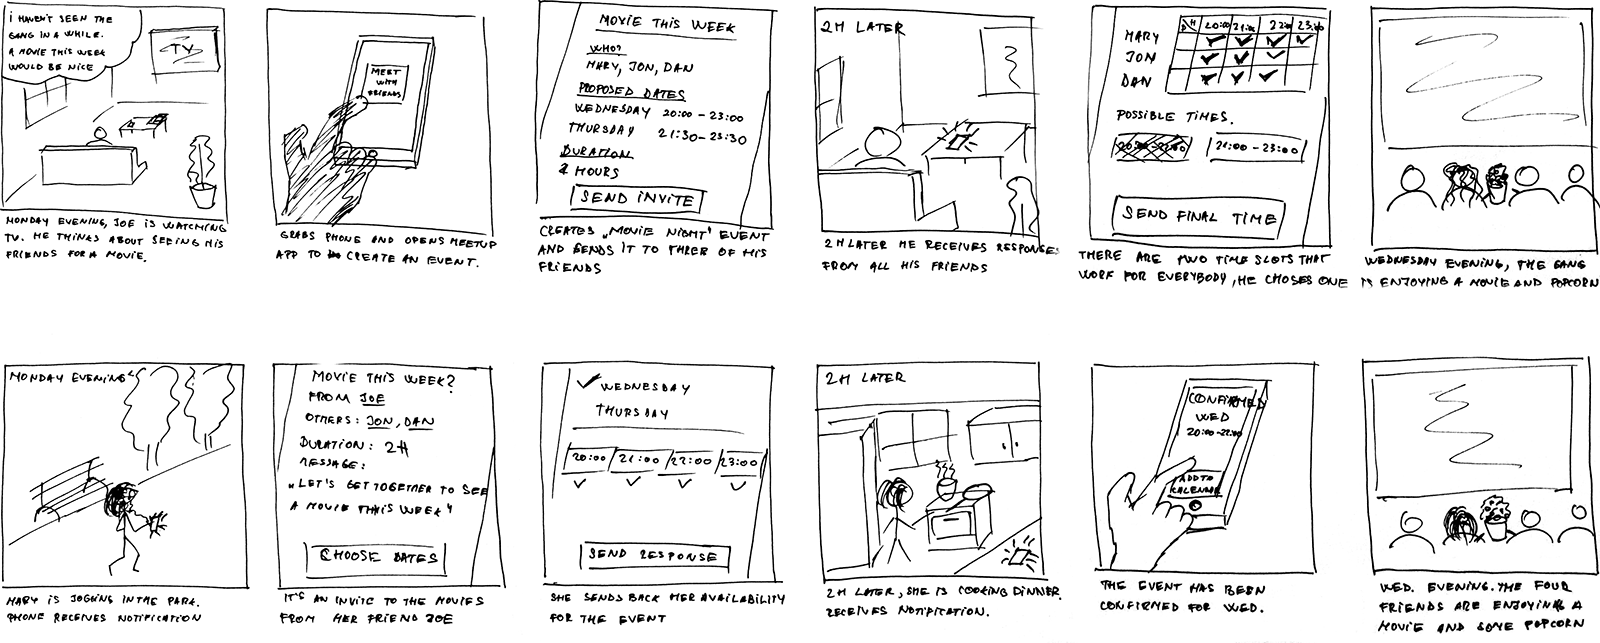 I HAVEN'T SEEN THE
GANG IN A WHILE.
A MOVIE THIS WEEK
WOULD BE NICE
TV
MONDAY EVENING, JOE IS WATCHING
TV. HE THINKS ABOUT SEEING HIS
FRIENDS FOR A MOVIE.
MEET
WITH
FRIENDS
GRABS PHONE AND OPENS MEETUP
APP TO CREATE AN EVENT.
MOVIE THIS WEEK
WHO?
MARY, JON, DAN
PROPOSED DATES
WEDNESDAY 20:00 - 23:00
THURSDAY 21:30 - 23:30
DURATION
2 HOURS
SEND INVITE
CREATES „MOVIE NIGHT" EVENT
AND SENDS IT TO THREE OF HIS
FRIENDS
2H LATER
2H LATER HE RECEIVES RESPONSES
FROM ALL HIS FRIENDS
H 20:00 21:00 22:00 23:00
MARY
JON
DAN
POSSIBLE TIMES.
20:00 - 22:00 21:00 - 23:00
SEND FINAL TIME
THERE ARE TWO TIME SLOTS THAT
WORK FOR EVERYBODY, HE CHOSES ONE
WEDNESDAY EVENING, THE GANG
IS ENJOYING A MOVIE AND POPCORN
MONDAY EVENING
MARY IS JOGGING IN THE PARK.
PHONE RECEIVES NOTIFICATION
MOVIE THIS WEEK?
FROM JOE
OTHERS: JON, DAN
DURATION: 2H
MESSAGE:
„LET'S GET TOGETHER TO SEE
A MOVIE THIS WEEK"
CHOOSE DATES
IT'S AN INVITE TO THE MOVIES
FROM HER FRIEND JOE
WEDNESDAY
THURSDAY
20:00 21:00 22:00 23:00
SEND RESPONSE
SHE SENDS BACK HER AVAILABILITY
FOR THE EVENT
2H LATER
2H LATER, SHE IS COOKING DINNER.
RECEIVES NOTIFICATION.
CONFIRMED
WED
20:00 - 22:00
ADD TO
CALENDAR
THE EVENT HAS BEEN
CONFIRMED FOR WED.
WED. EVENING. THE FOUR
FRIENDS ARE ENJOYING A
MOVIE AND SOME POPCORN